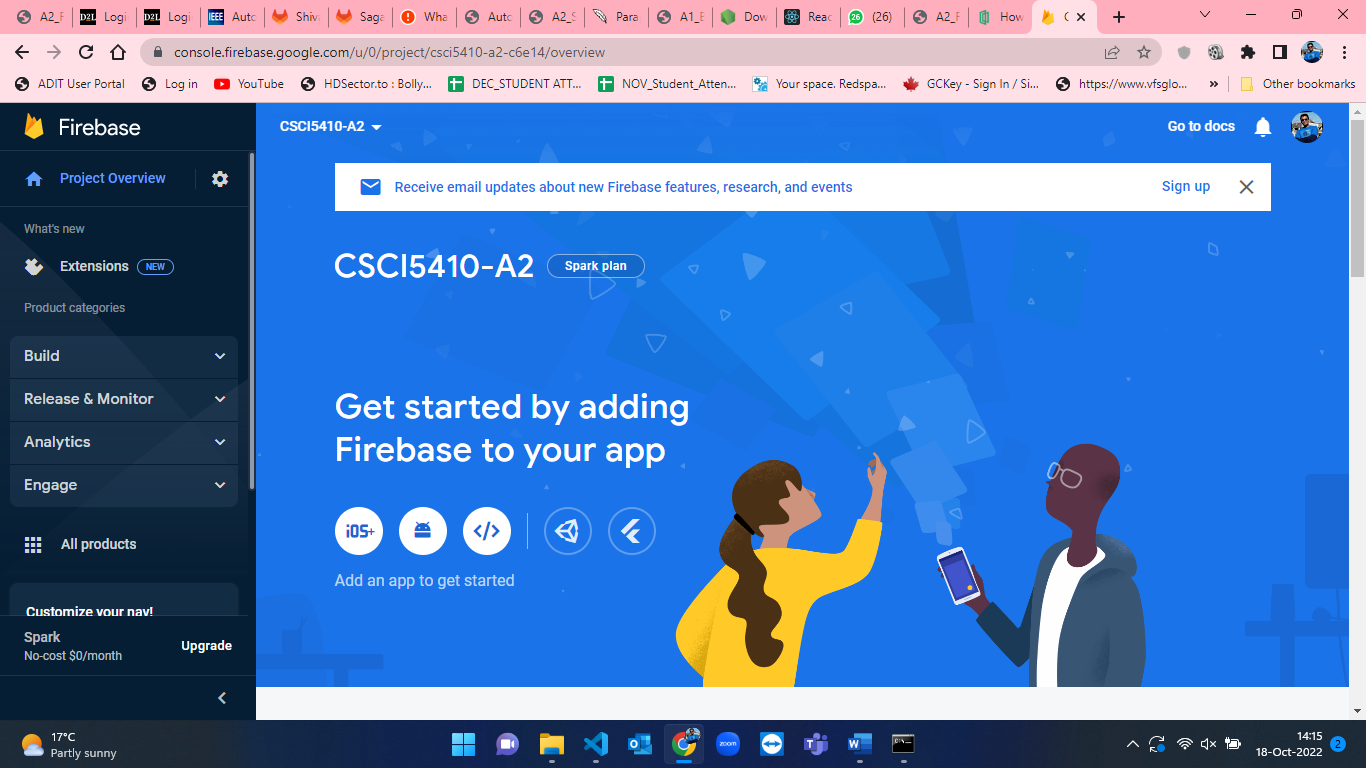 A2_F
Logi
Logi
Auto
Shiv
Saga
Wha
Auto
A2_S
Para
A1_E
Dow
Reac
(26)
A2_F
How
console.firebase.google.com/u/0/project/csci5410-a2-c6e14/overview
ADIT User Portal
Log in
YouTube
HDSector.to : Bolly...
DEC_STUDENT ATT...
NOV_Student_Atten...
Your space. Redspa...
GCKey - Sign In / Si...
https://www.vfsglo...
»
Other bookmarks
Firebase
CSCI5410-A2
Go to docs
Project Overview
Receive email updates about new Firebase features, research, and events
Sign up
What's new
Extensions NEW
CSCI5410-A2
Spark plan
Product categories
Build
Release & Monitor
Analytics
Engage
Get started by adding
Firebase to your app
iOS+
Add an app to get started
All products
Customize your nav!
Spark
No-cost $0/month
Upgrade
17°C
Partly sunny
zoom
14:15
18-Oct-2022
2